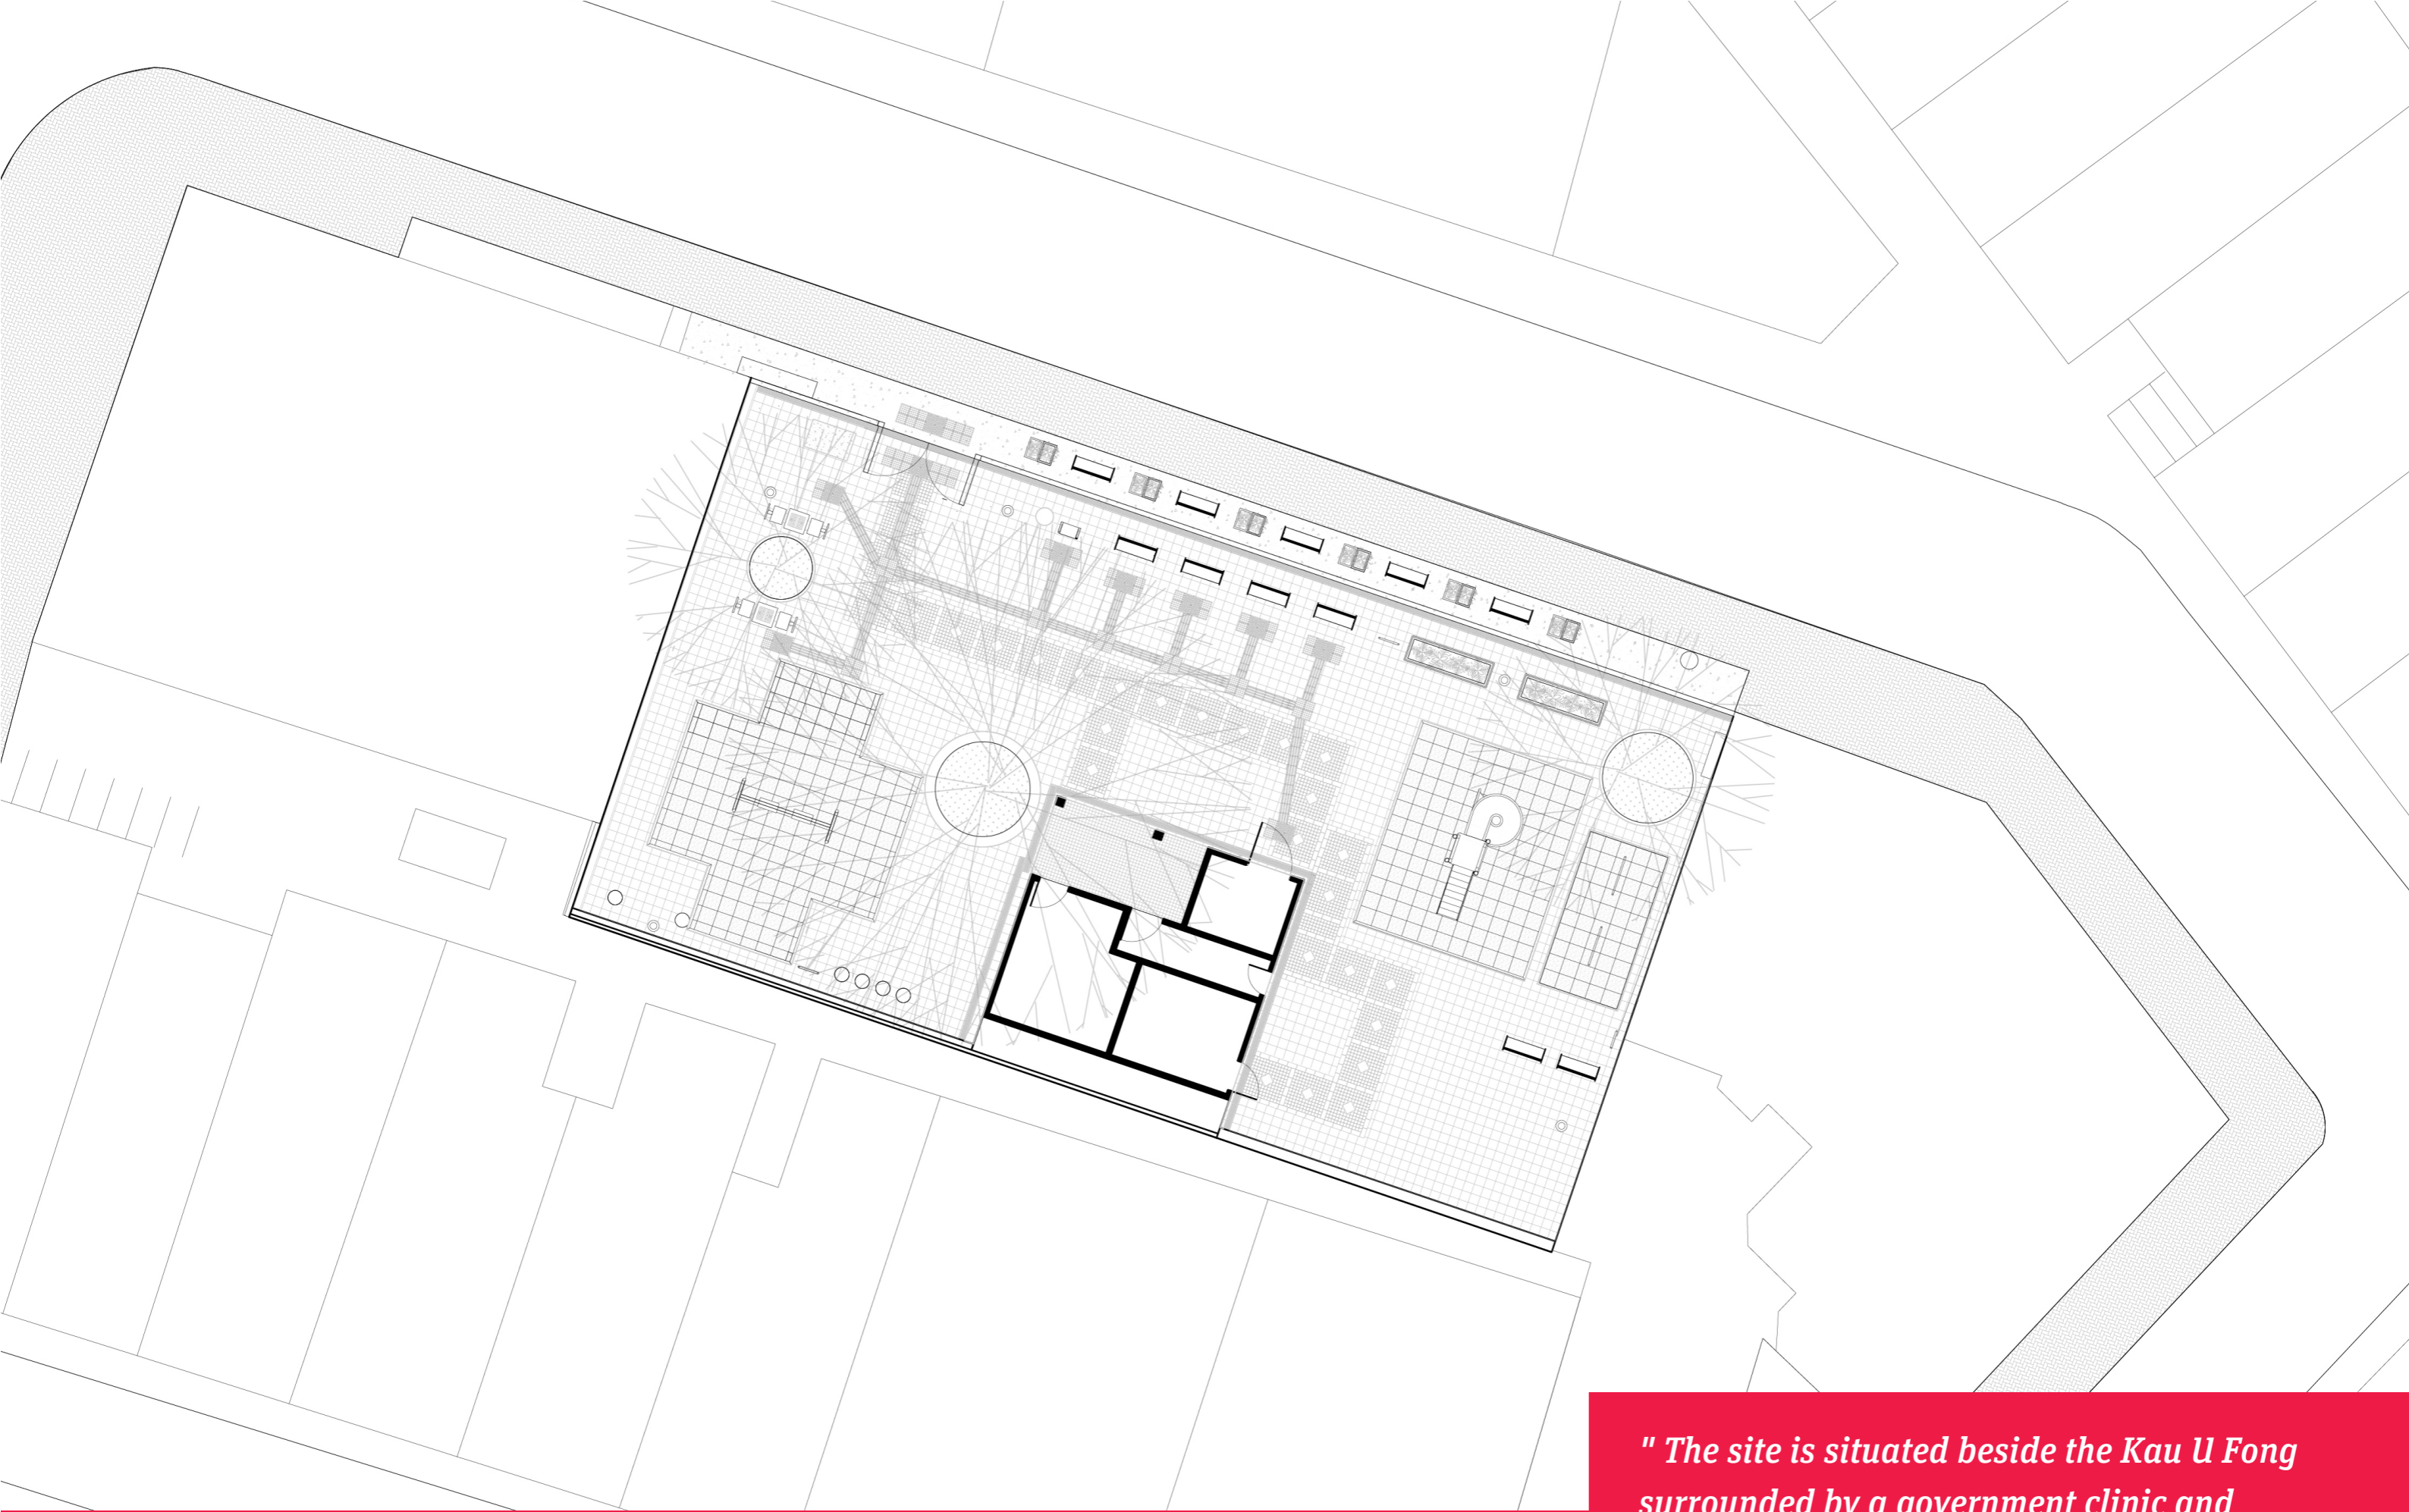 " The site is situated beside the Kau U Fong
surrounded by a government clinic and